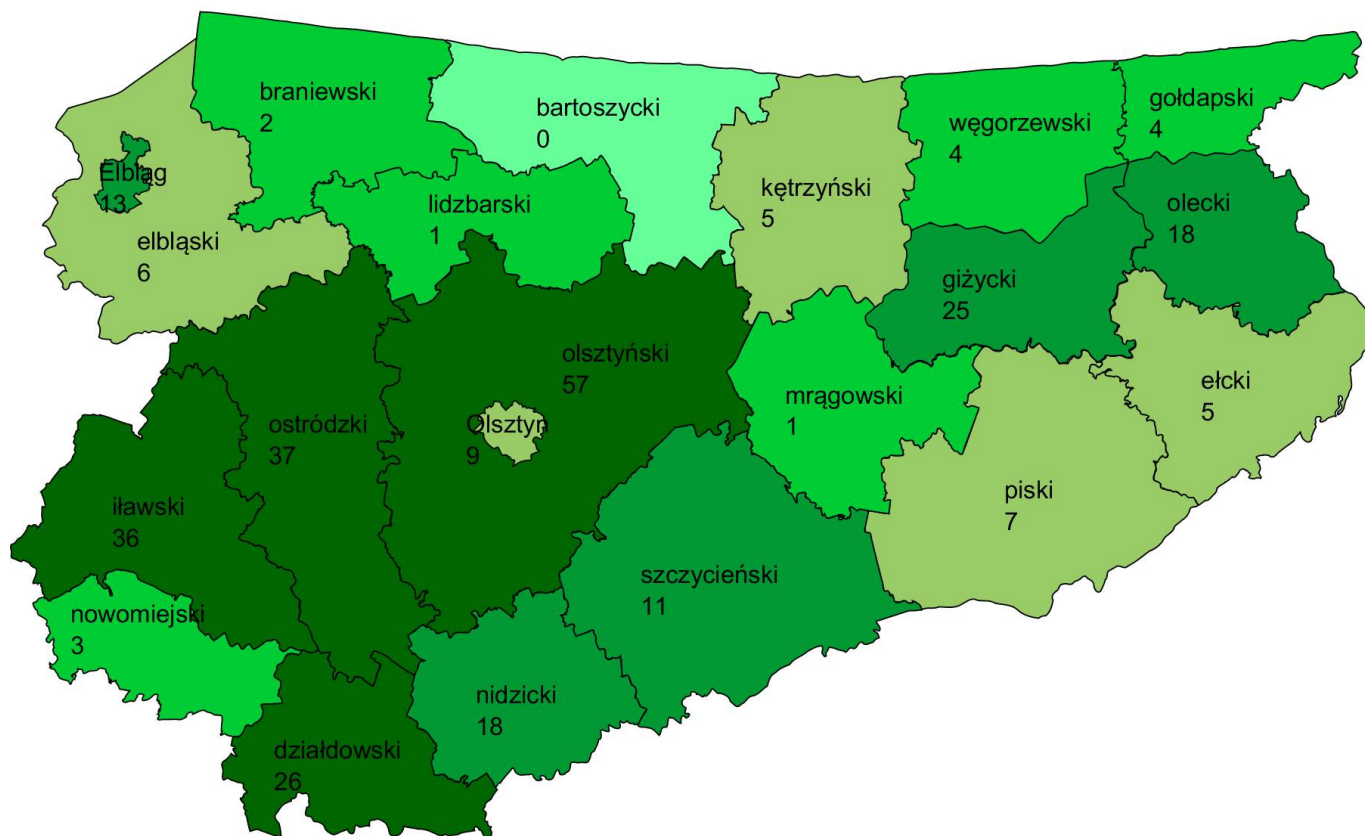 braniewski
2
bartoszycki
0
gołdapski
4
węgorzewski
4
Elbląg
13
kętrzyński
5
lidzbarski
1
olecki
18
elbląski
6
giżycki
25
olsztyński
57
ełcki
5
mrągowski
1
ostródzki
37
Olsztyn
9
piski
7
iławski
36
szczycieński
11
nowomiejski
3
nidzicki
18
działdowski
26